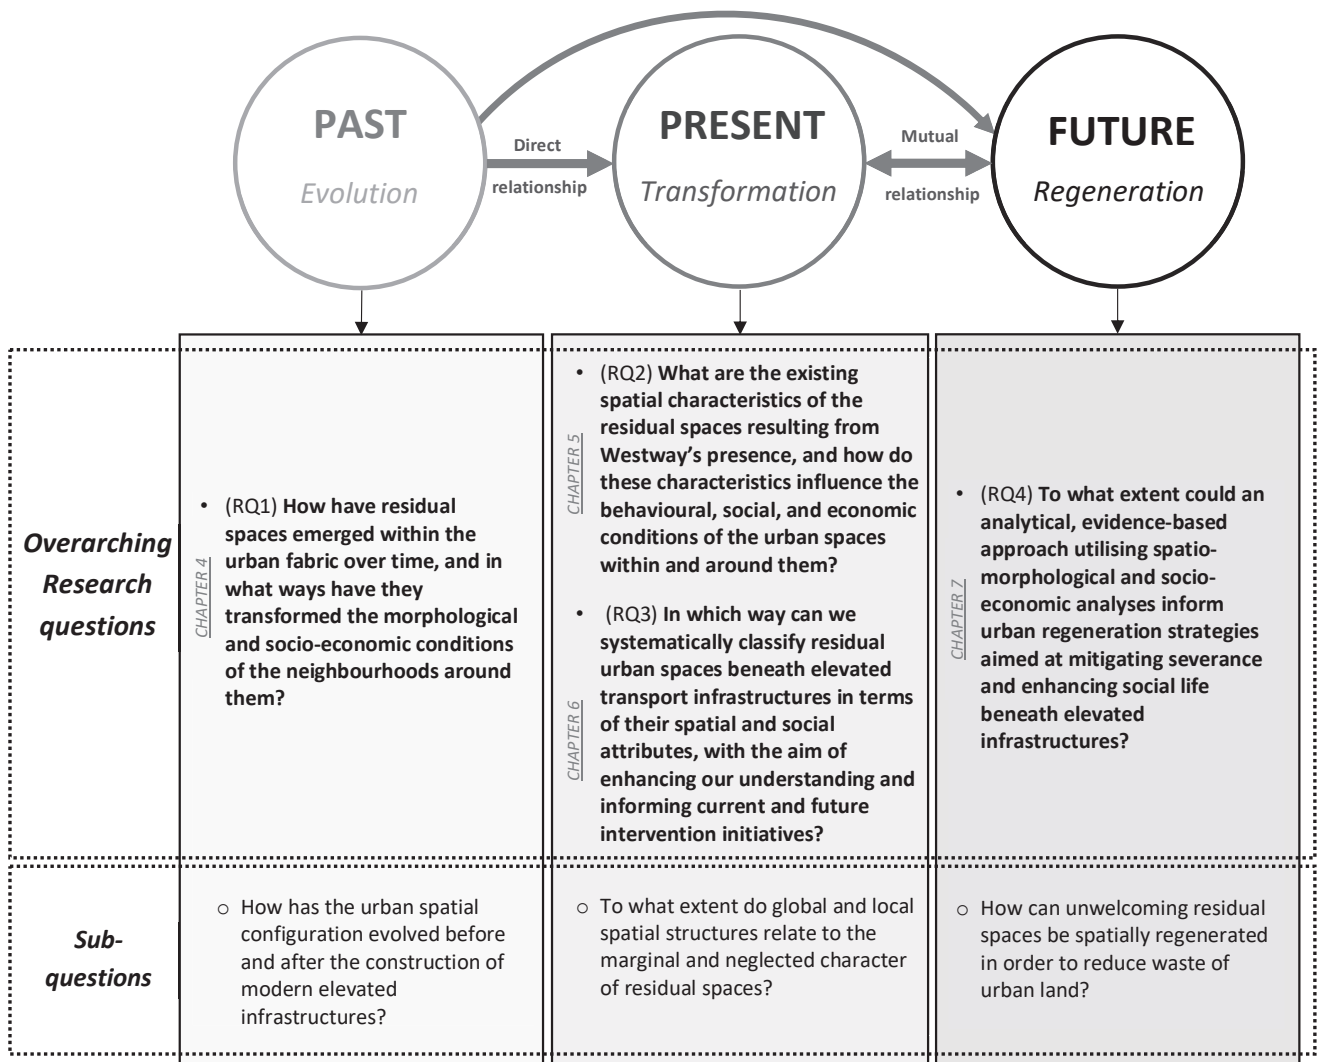 PAST
Evolution
Direct
relationship
PRESENT
Transformation
Mutual
relationship
FUTURE
Regeneration
Overarching
Research
questions
CHAPTER 4
• (RQ1) How have residual
spaces emerged within the
urban fabric over time, and in
what ways have they
transformed the morphological
and socio-economic conditions
of the neighbourhoods around
them?
CHAPTER 5
• (RQ2) What are the existing
spatial characteristics of the
residual spaces resulting from
Westway's presence, and how do
these characteristics influence the
behavioural, social, and economic
conditions of the urban spaces
within and around them?
CHAPTER 6
• (RQ3) In which way can we
systematically classify residual
urban spaces beneath elevated
transport infrastructures in terms
of their spatial and social
attributes, with the aim of
enhancing our understanding and
informing current and future
intervention initiatives?
CHAPTER 7
• (RQ4) To what extent could an
analytical, evidence-based
approach utilising spatio-
morphological and socio-
economic analyses inform
urban regeneration strategies
aimed at mitigating severance
and enhancing social life
beneath elevated
infrastructures?
Sub-
questions
○ How has the urban spatial
configuration evolved before
and after the construction of
modern elevated
infrastructures?
○ To what extent do global and local
spatial structures relate to the
marginal and neglected character
of residual spaces?
○ How can unwelcoming residual
spaces be spatially regenerated
in order to reduce waste of
urban land?